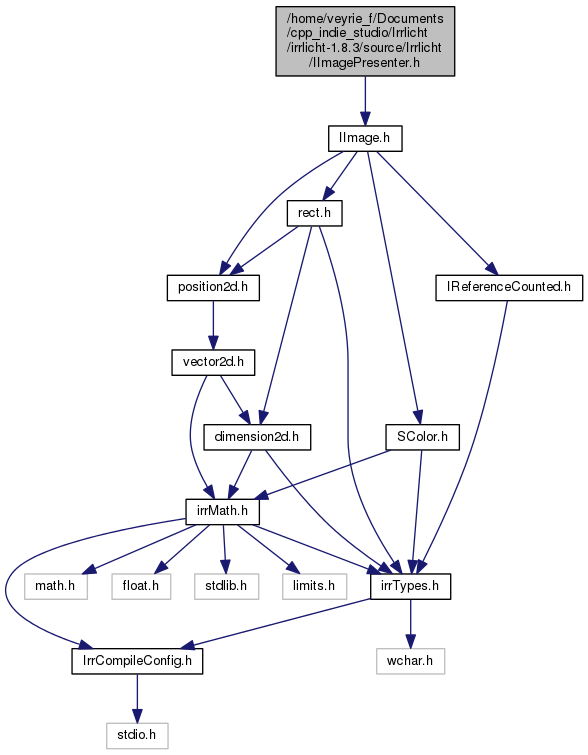 /home/veyrie_f/Documents
/cpp_indie_studio/Irrlicht
/irrlicht-1.8.3/source/Irrlicht
/IImagePresenter.h
IImage.h
rect.h
position2d.h
IReferenceCounted.h
vector2d.h
dimension2d.h
SColor.h
irrMath.h
math.h
float.h
stdlib.h
limits.h
irrTypes.h
IrrCompileConfig.h
wchar.h
stdio.h